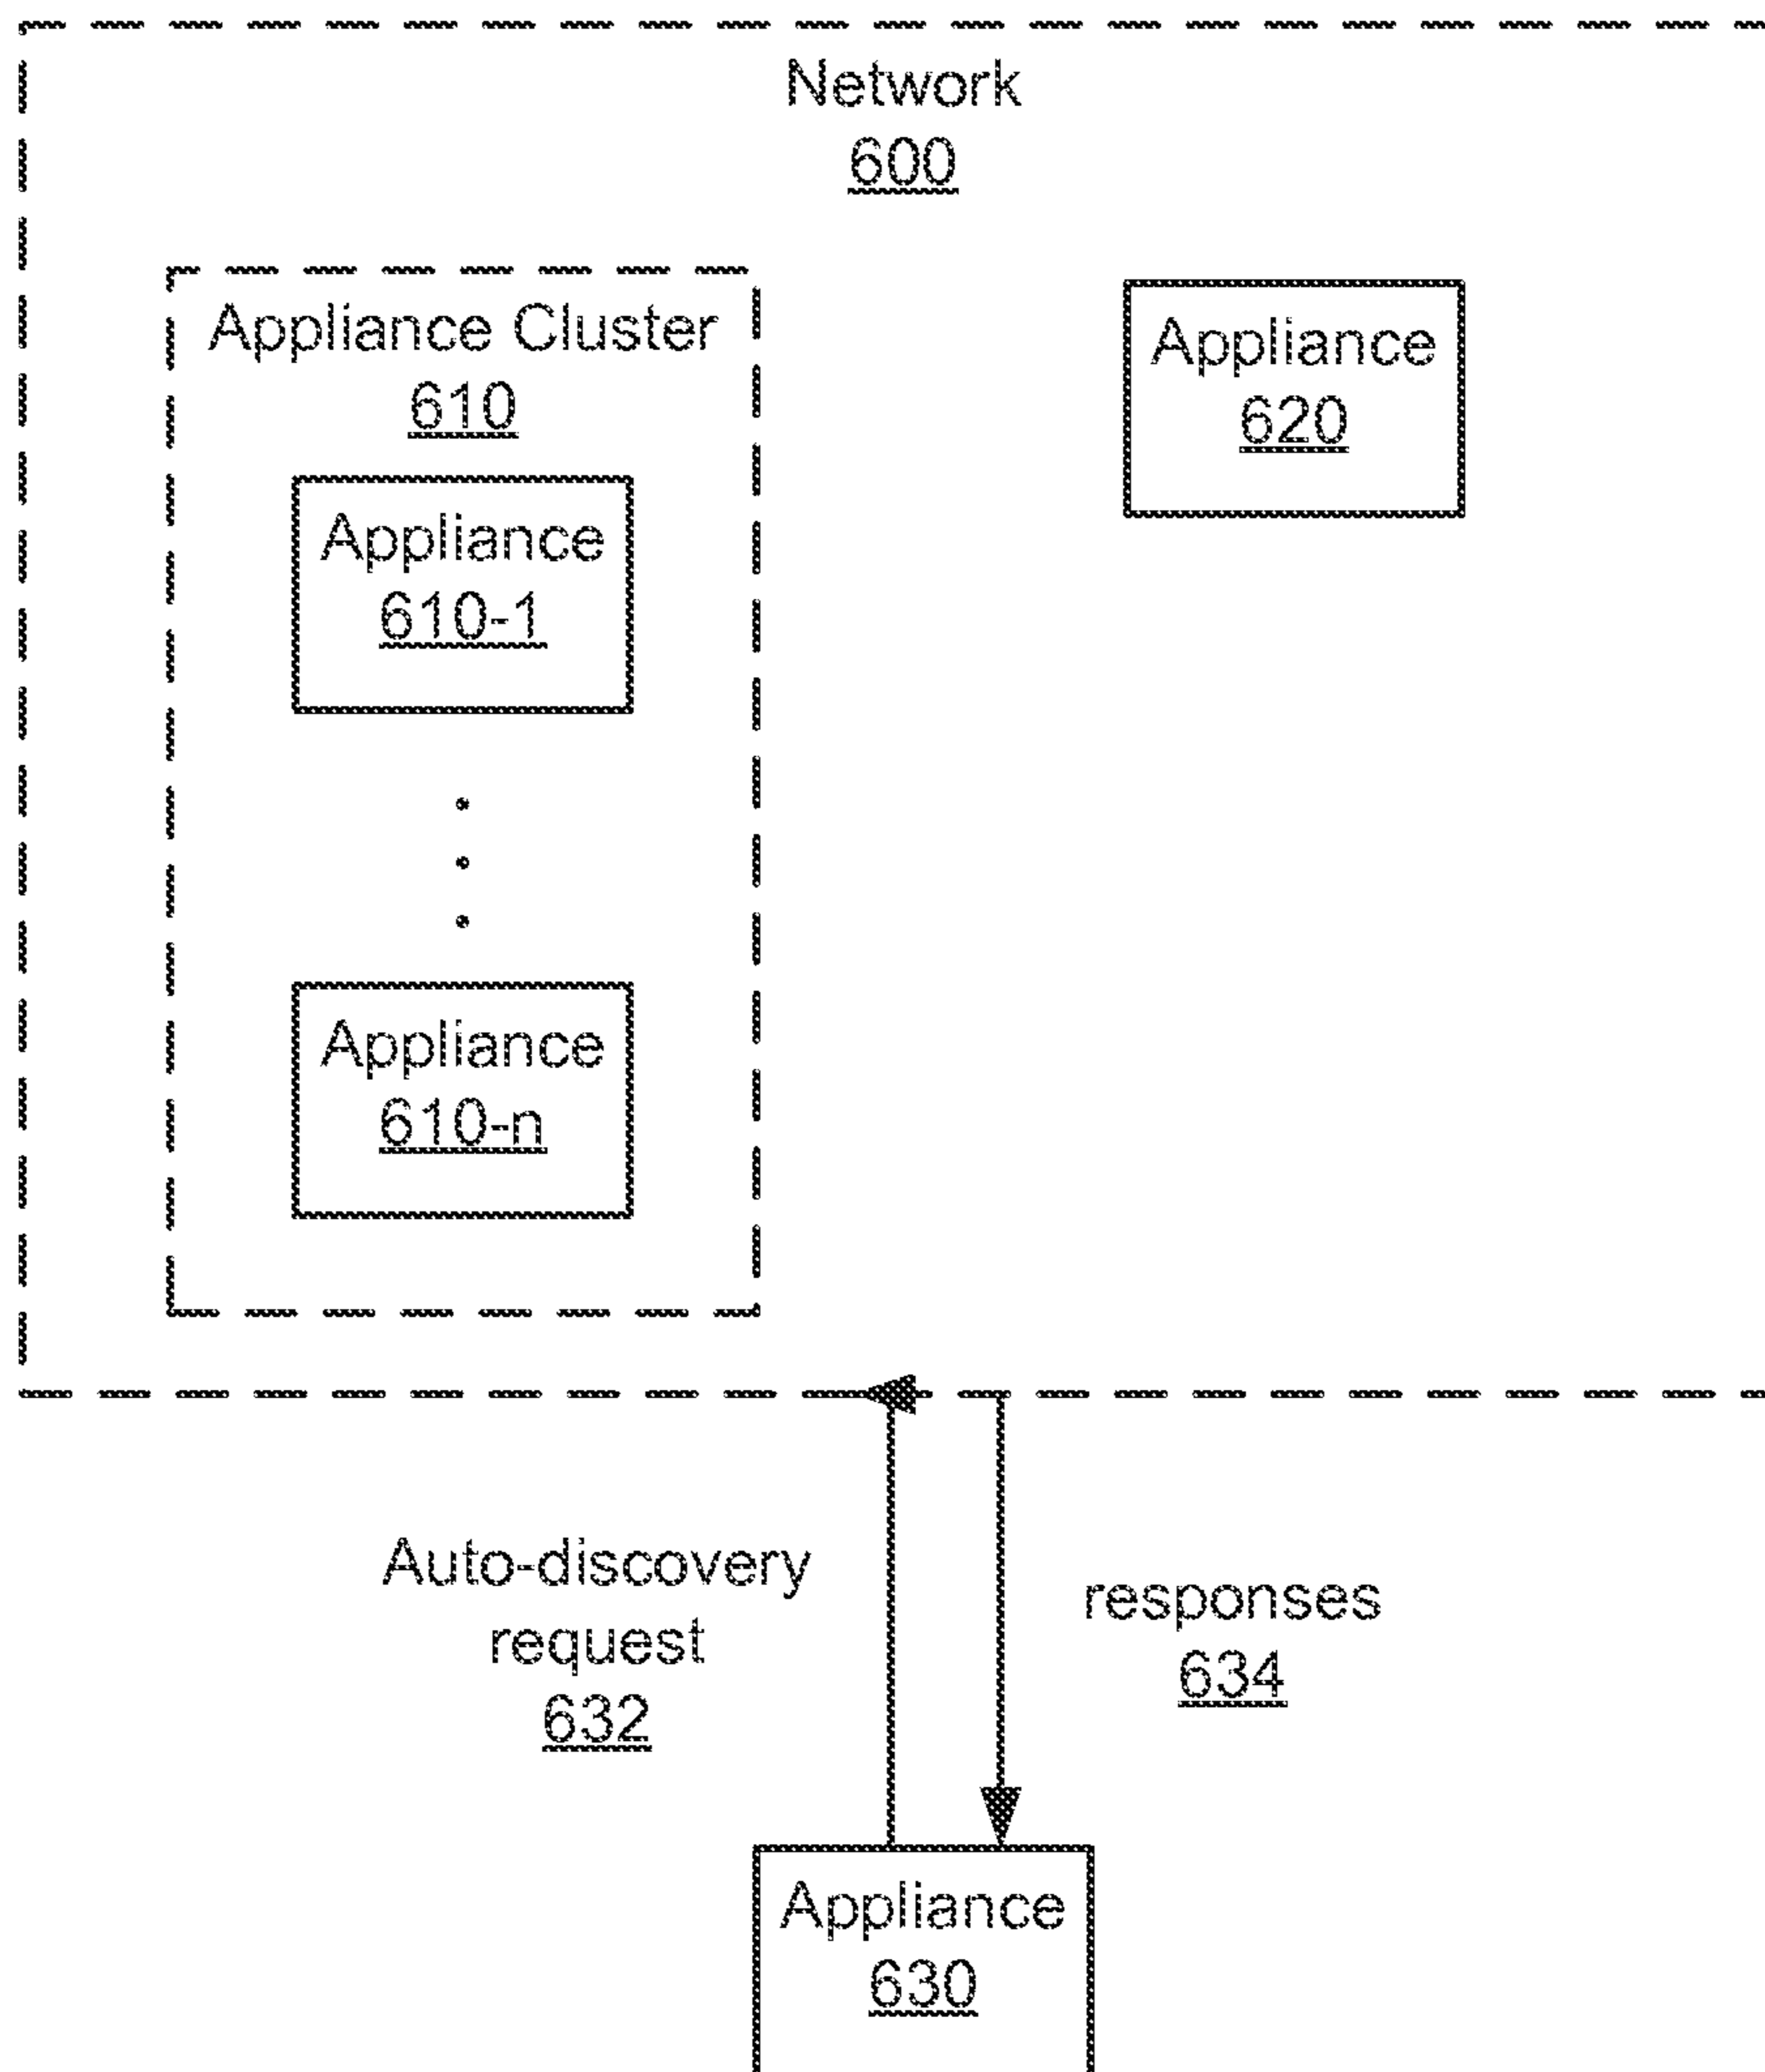 Network
600
Appliance Cluster
610
Appliance
610-1
Appliance
610-n
Appliance
620
Auto-discovery
request
632
responses
634
Appliance
630